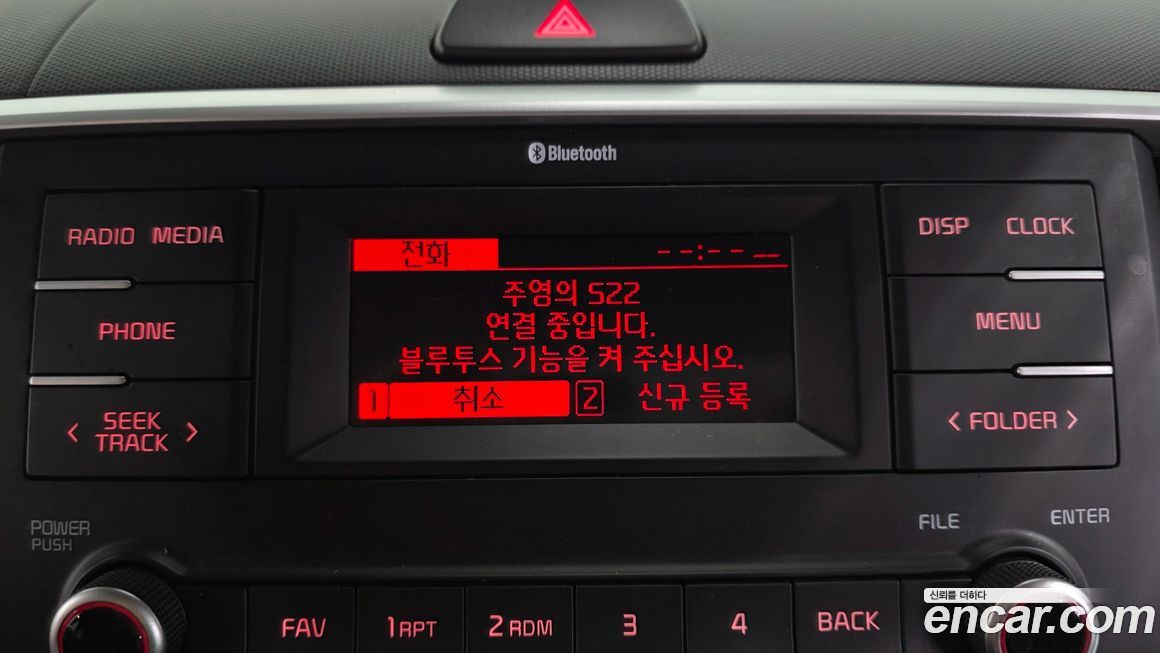 Bluetooth
RADIO MEDIA
PHONE
< SEEK TRACK >
전화
--:-- __
주영의 S22
연결 중입니다.
블루투스 기능을 켜 주십시오.
1 취소 2 신규 등록
DISP CLOCK
MENU
< FOLDER >
POWER
PUSH
FILE
ENTER
FAV
1 RPT
2 RDM
3
4
BACK
신뢰를 더하다
encar.com